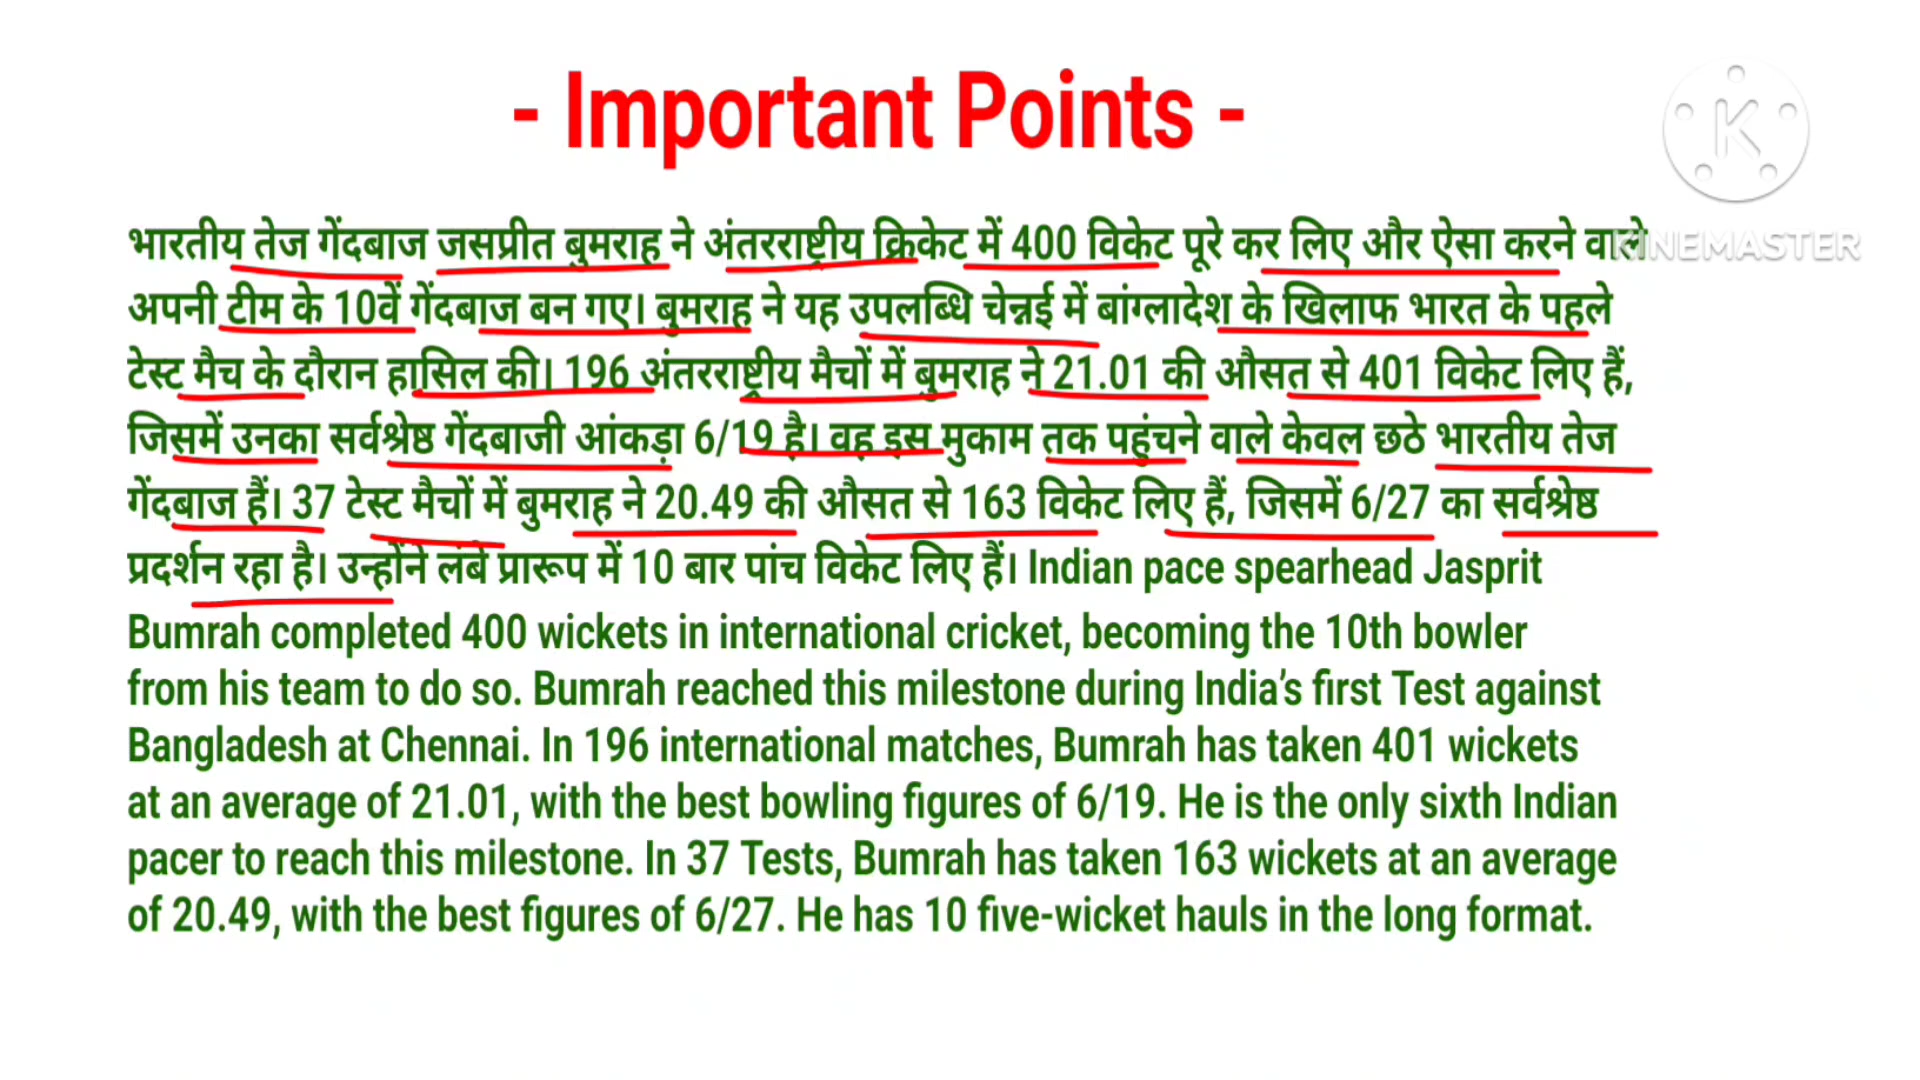 - Important Points -
भारतीय तेज गेंदबाज जसप्रीत बुमराह ने अंतरराष्ट्रीय क्रिकेट में 400 विकेट पूरे कर लिए और ऐसा करने वाले
KINEMASTER
अपनी टीम के 10वें गेंदबाज बन गए। बुमराह ने यह उपलब्धि चेन्नई में बांग्लादेश के खिलाफ भारत के पहले
टेस्ट मैच के दौरान हासिल की। 196 अंतरराष्ट्रीय मैचों में बुमराह ने 21.01 की औसत से 401 विकेट लिए हैं,
जिसमें उनका सर्वश्रेष्ठ गेंदबाजी आंकड़ा 6/19 है। वह इस मुकाम तक पहुंचने वाले केवल छठे भारतीय तेज
गेंदबाज हैं। 37 टेस्ट मैचों में बुमराह ने 20.49 की औसत से 163 विकेट लिए हैं, जिसमें 6/27 का सर्वश्रेष्ठ
प्रदर्शन रहा है। उन्होंने लंबे प्रारूप में 10 बार पांच विकेट लिए हैं। Indian pace spearhead Jasprit
Bumrah completed 400 wickets in international cricket, becoming the 10th bowler
from his team to do so. Bumrah reached this milestone during India’s first Test against
Bangladesh at Chennai. In 196 international matches, Bumrah has taken 401 wickets
at an average of 21.01, with the best bowling figures of 6/19. He is the only sixth Indian
pacer to reach this milestone. In 37 Tests, Bumrah has taken 163 wickets at an average
of 20.49, with the best figures of 6/27. He has 10 five-wicket hauls in the long format.